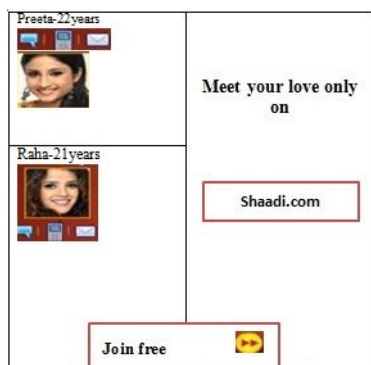 Preeta-22years
Raha-21years
Meet your love only
on
Shaadi.com
Join free